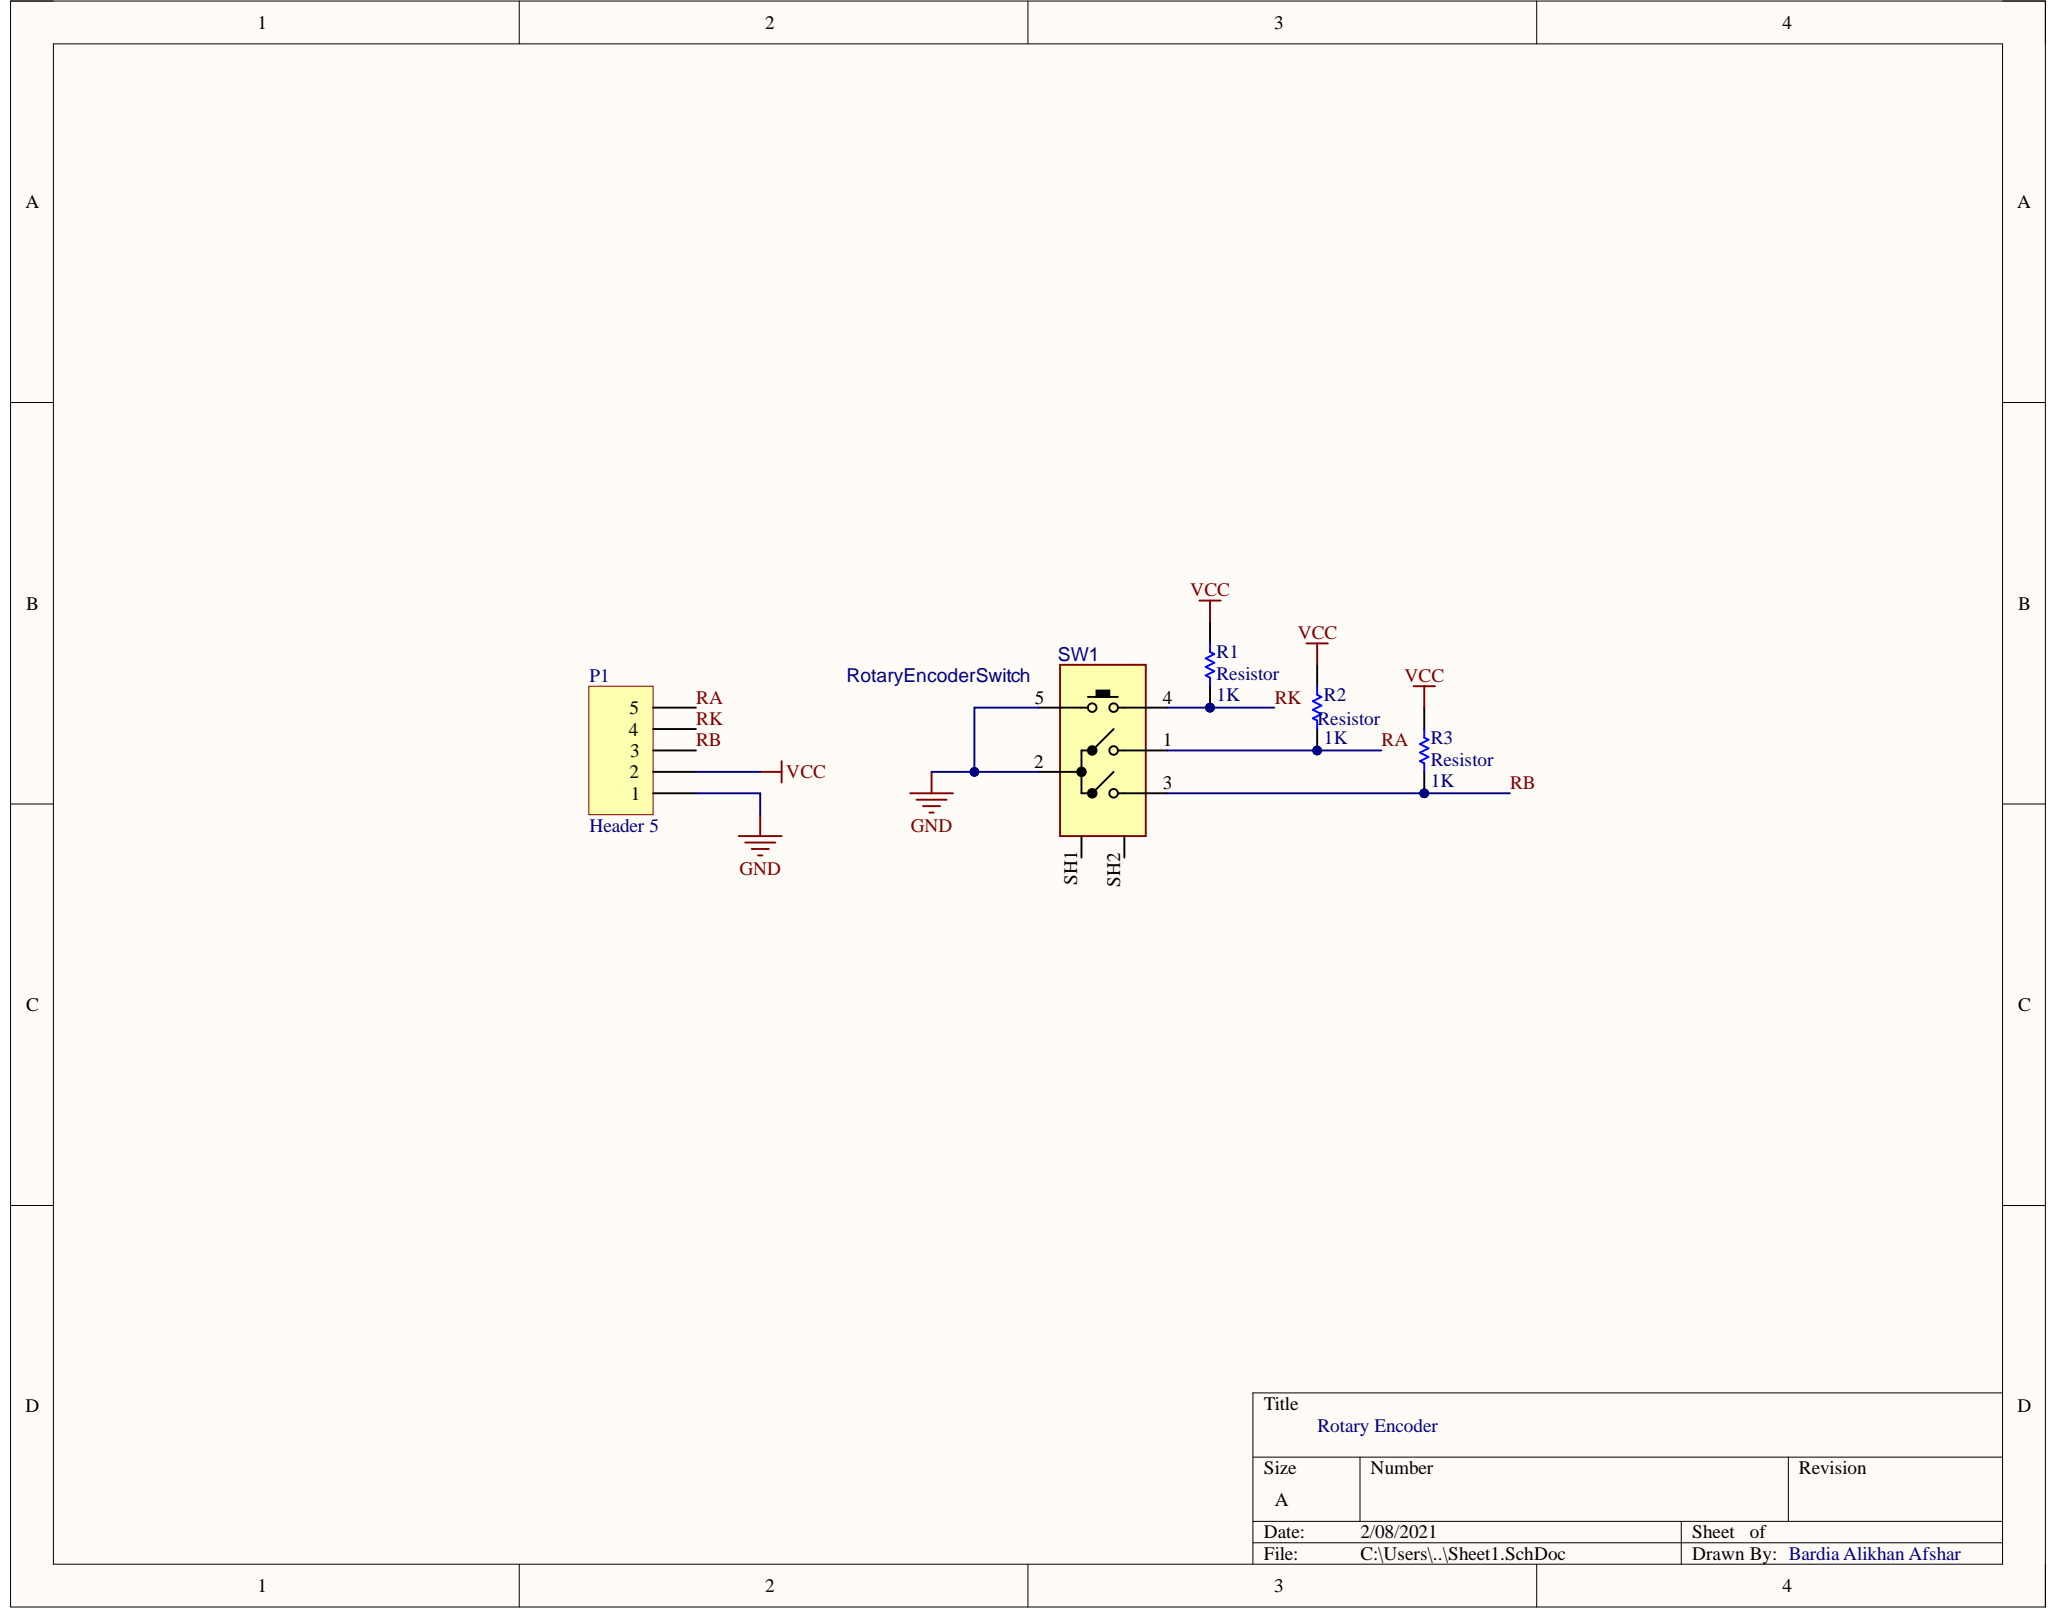 1 2 3 4
A A
B B
C C
D D
P1
5 RA
4 RK
3 RB
2 VCC
1
Header 5
GND
RotaryEncoderSwitch
SW1
5
2
GND
4
1
3
SH1 SH2
VCC
R1
Resistor
1K
RK
VCC
R2
Resistor
1K
RA
VCC
R3
Resistor
1K
RB
Title
Rotary Encoder
Size Number Revision
A
Date: 2/08/2021 Sheet of
File: C:\Users\..\Sheet1.SchDoc Drawn By: Bardia Alikhan Afshar
1 2 3 4